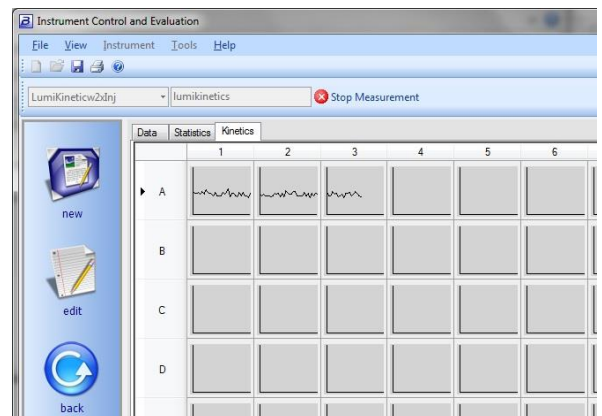 Instrument Control and Evaluation
File View Instrument Tools Help
LumiKineticw2xInj lumikinetics Stop Measurement
Data Statistics Kinetics
1 2 3 4 5 6
A
new
B
edit
C
D
back